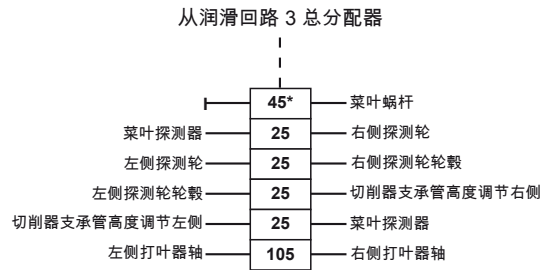 从润滑回路 3 总分配器
45* 菜叶蜗杆
菜叶探测器 25 右侧探测轮
左侧探测轮 25 右侧探测轮轮毂
左侧探测轮轮毂 25 切削器支承管高度调节右侧
切削器支承管高度调节左侧 25 菜叶探测器
左侧打叶器轴 105 右侧打叶器轴